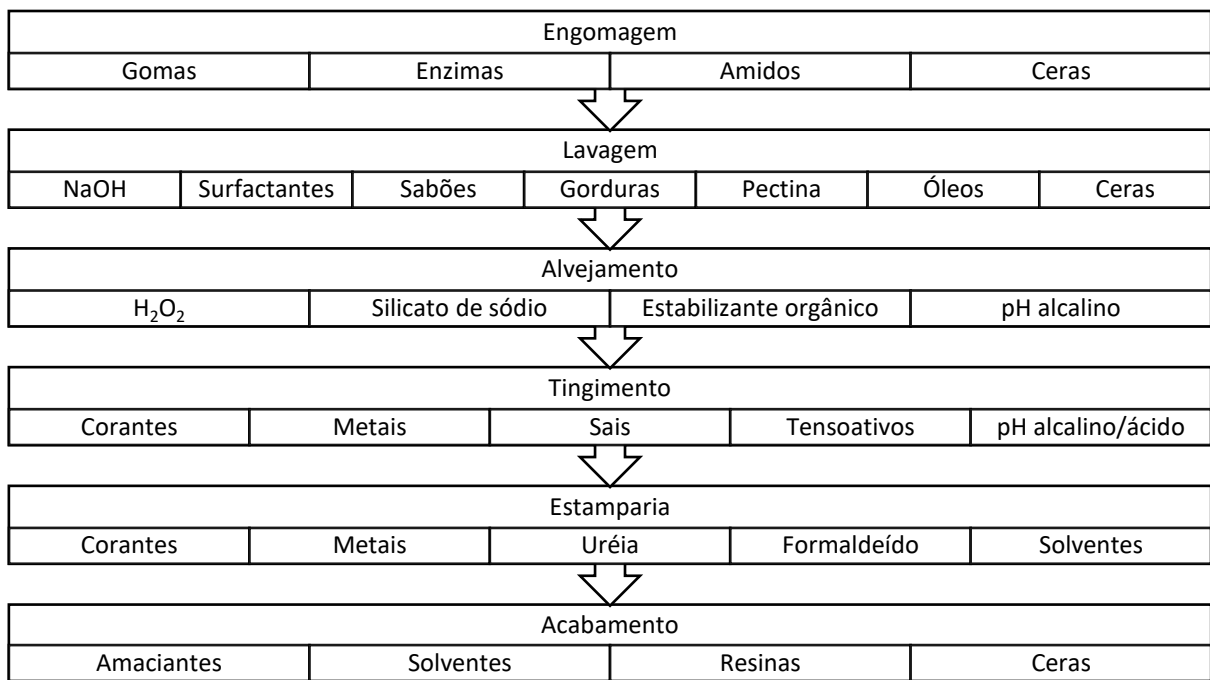 Engomagem
Gomas Enzimas Amidos Ceras
Lavagem
NaOH Surfactantes Sabões Gorduras Pectina Óleos Ceras
Alvejamento
H₂O₂ Silicato de sódio Estabilizante orgânico pH alcalino
Tingimento
Corantes Metais Sais Tensoativos pH alcalino/ácido
Estamparia
Corantes Metais Uréia Formaldeído Solventes
Acabamento
Amaciantes Solventes Resinas Ceras